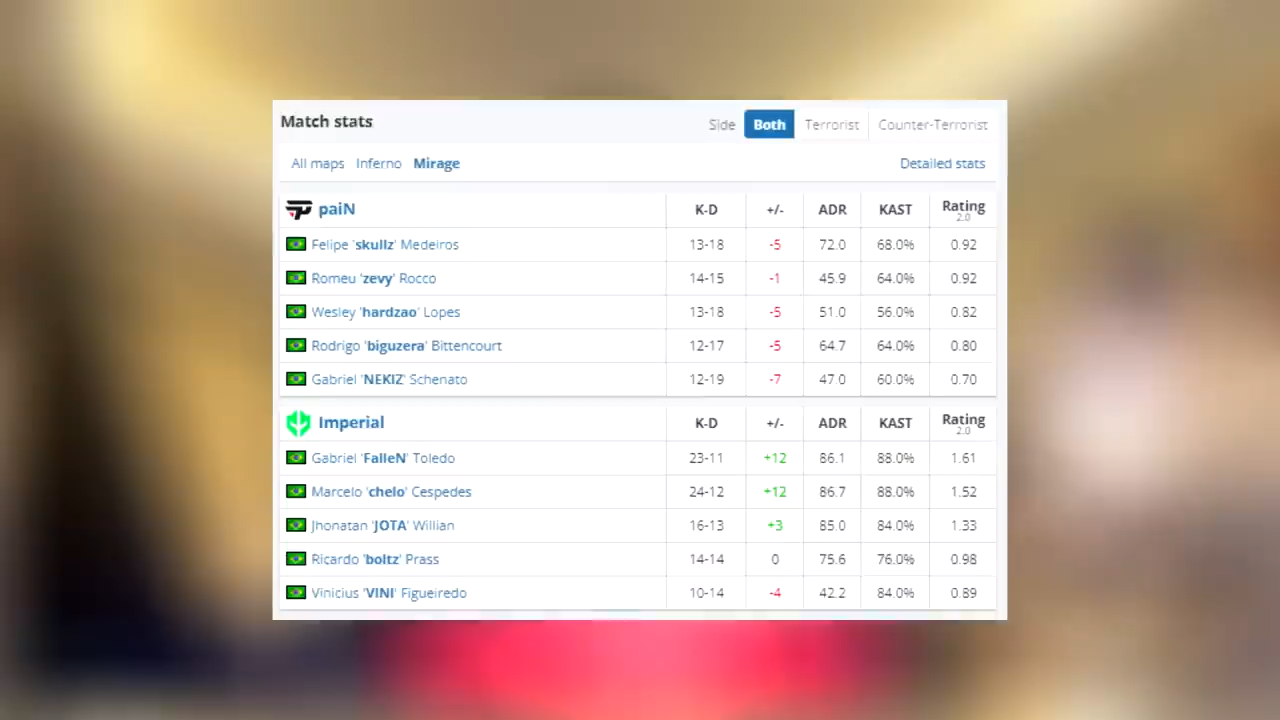 Match stats Side Both Terrorist Counter-Terrorist
All maps Inferno Mirage Detailed stats
paiN K-D +/- ADR KAST Rating 2.0
Felipe 'skullz' Medeiros 13-18 -5 72.0 68.0% 0.92
Romeu 'zevy' Rocco 14-15 -1 45.9 64.0% 0.92
Wesley 'hardzao' Lopes 13-18 -5 51.0 56.0% 0.82
Rodrigo 'biguzera' Bittencourt 12-17 -5 64.7 64.0% 0.80
Gabriel 'NEKIZ' Schenato 12-19 -7 47.0 60.0% 0.70
Imperial K-D +/- ADR KAST Rating 2.0
Gabriel 'FalleN' Toledo 23-11 +12 86.1 88.0% 1.61
Marcelo 'chelo' Cespedes 24-12 +12 86.7 88.0% 1.52
Jhonatan 'JOTA' Willian 16-13 +3 85.0 84.0% 1.33
Ricardo 'boltz' Prass 14-14 0 75.6 76.0% 0.98
Vinicius 'VINI' Figueiredo 10-14 -4 42.2 84.0% 0.89